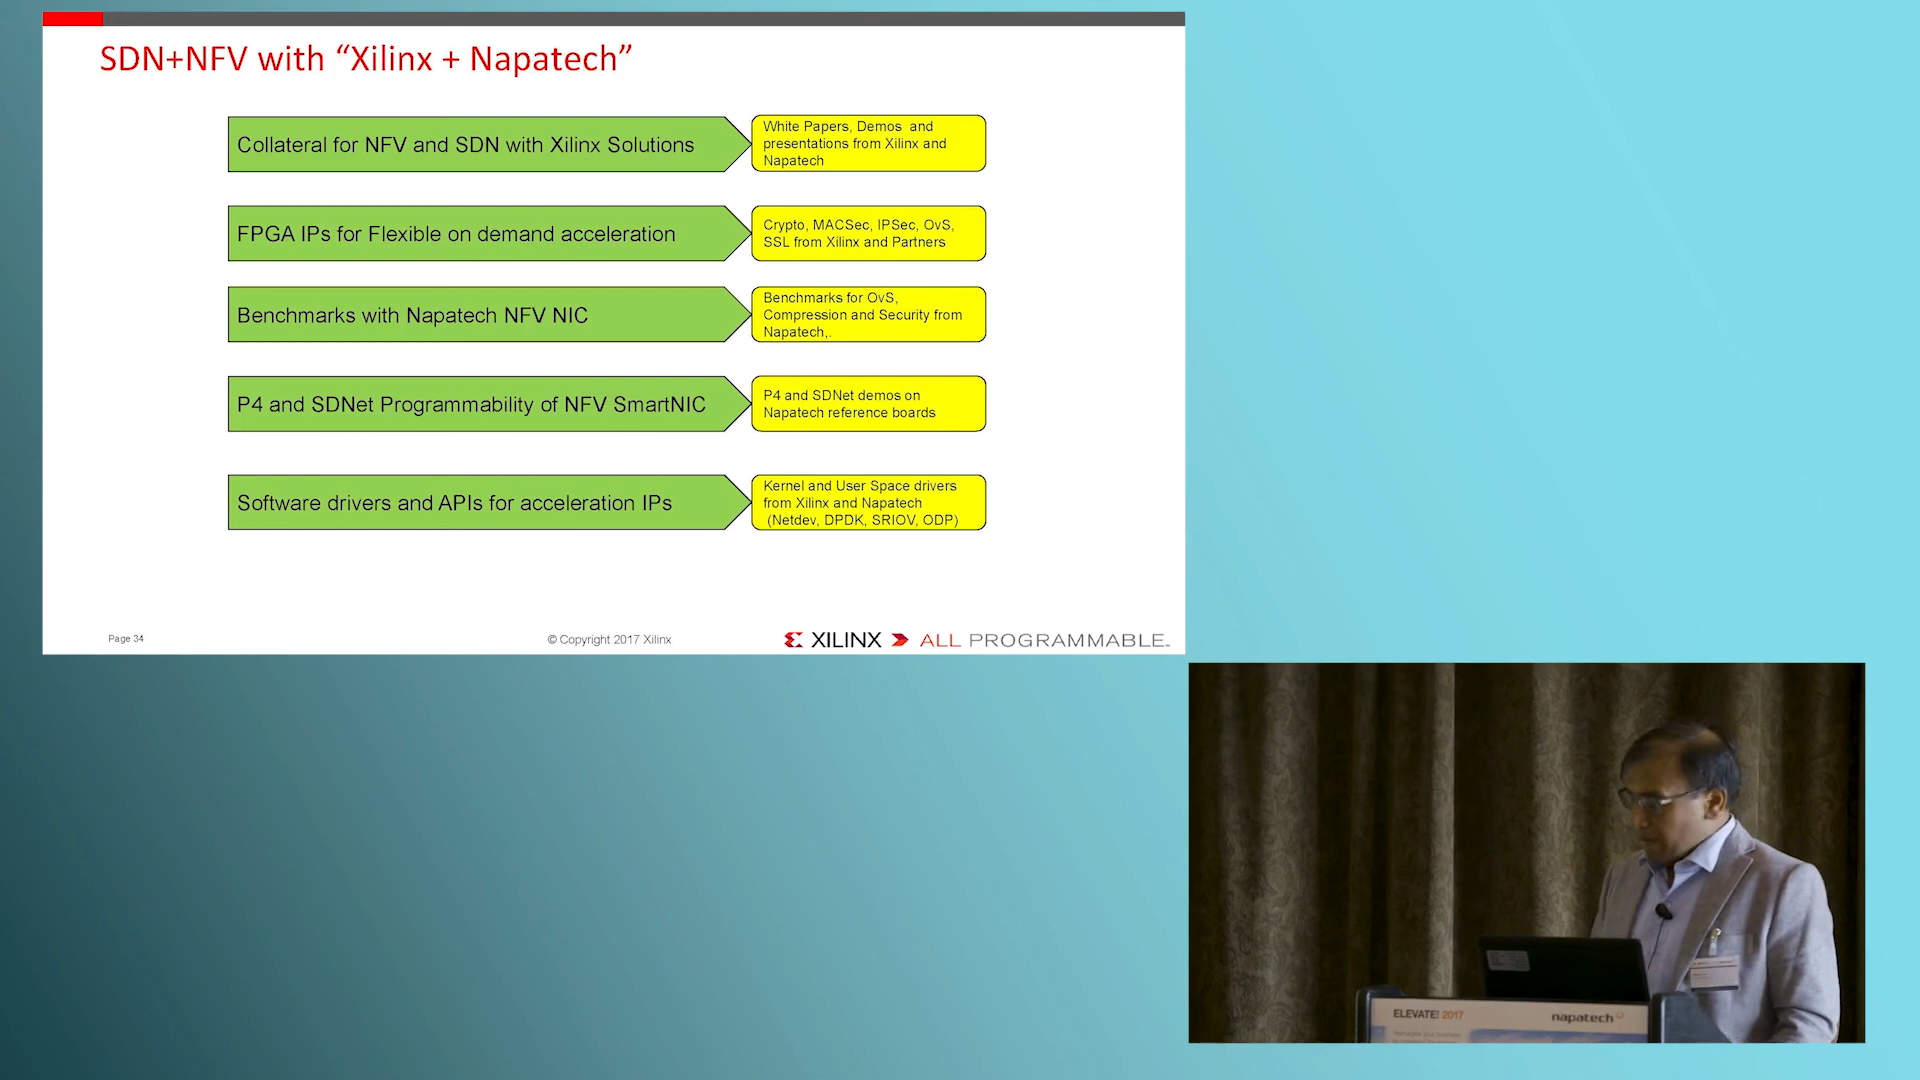 SDN+NFV with “Xilinx + Napatech”
Collateral for NFV and SDN with Xilinx Solutions
White Papers, Demos and
presentations from Xilinx and
Napatech
FPGA IPs for Flexible on demand acceleration
Crypto, MACSec, IPSec, OvS,
SSL from Xilinx and Partners
Benchmarks with Napatech NFV NIC
Benchmarks for OvS,
Compression and Security from
Napatech,.
P4 and SDNet Programmability of NFV SmartNIC
P4 and SDNet demos on
Napatech reference boards
Software drivers and APIs for acceleration IPs
Kernel and User Space drivers
from Xilinx and Napatech
(Netdev, DPDK, SRIOV, ODP)
Page 34
© Copyright 2017 Xilinx
XILINX ALL PROGRAMMABLE™
ELEVATE! 2017
napatech